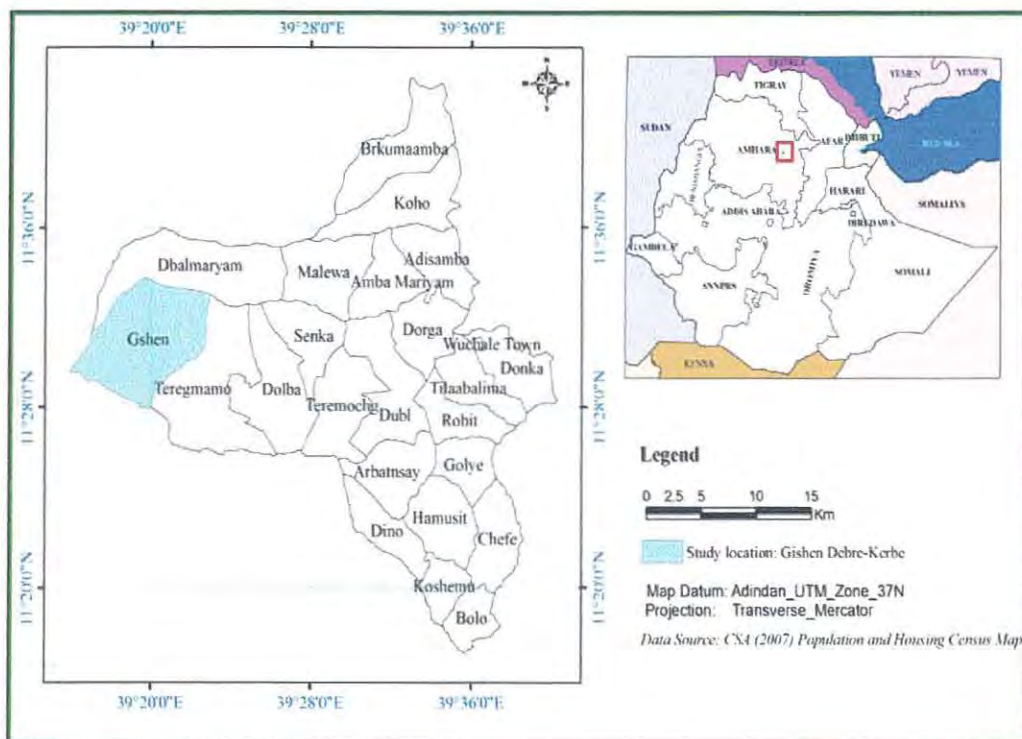 39°20'0"E 39°28'0"E 39°36'0"E
N
W E
S
Brkumaamba
Koho
Adisamba
Dbalmaryam
Malewa
Amba Mariyam
Gshen
Senka
Dorga
Wuchale Town
Donka
Teregmamo
Dolba
Tilaabalima
Teremochg
Dubl
Robit
Arbatnsay
Golye
Hamusit
Dino
Chefe
Koshemu
Bolo
11°36'0"N 11°36'0"N
11°28'0"N 11°28'0"N
11°20'0"N 11°20'0"N
39°20'0"E 39°28'0"E 39°36'0"E
YEMEN YEMEN
TIGRAY
SUDAN
AFAR
AMHARA
RED SEA
HARARI
ADDIS ABABA
SOMALIYA
DIREDAWA
GAMBELA
SNNPRS
OROMIYA
SOMALI
KENNA
Legend
0 2.5 5 10 15
Km
Study location: Gishen Debre-Kerbe
Map Datum: Adindan_UTM_Zone_37N
Projection: Transverse_Mercator
Data Source: CSA (2007) Population and Housing Census Map